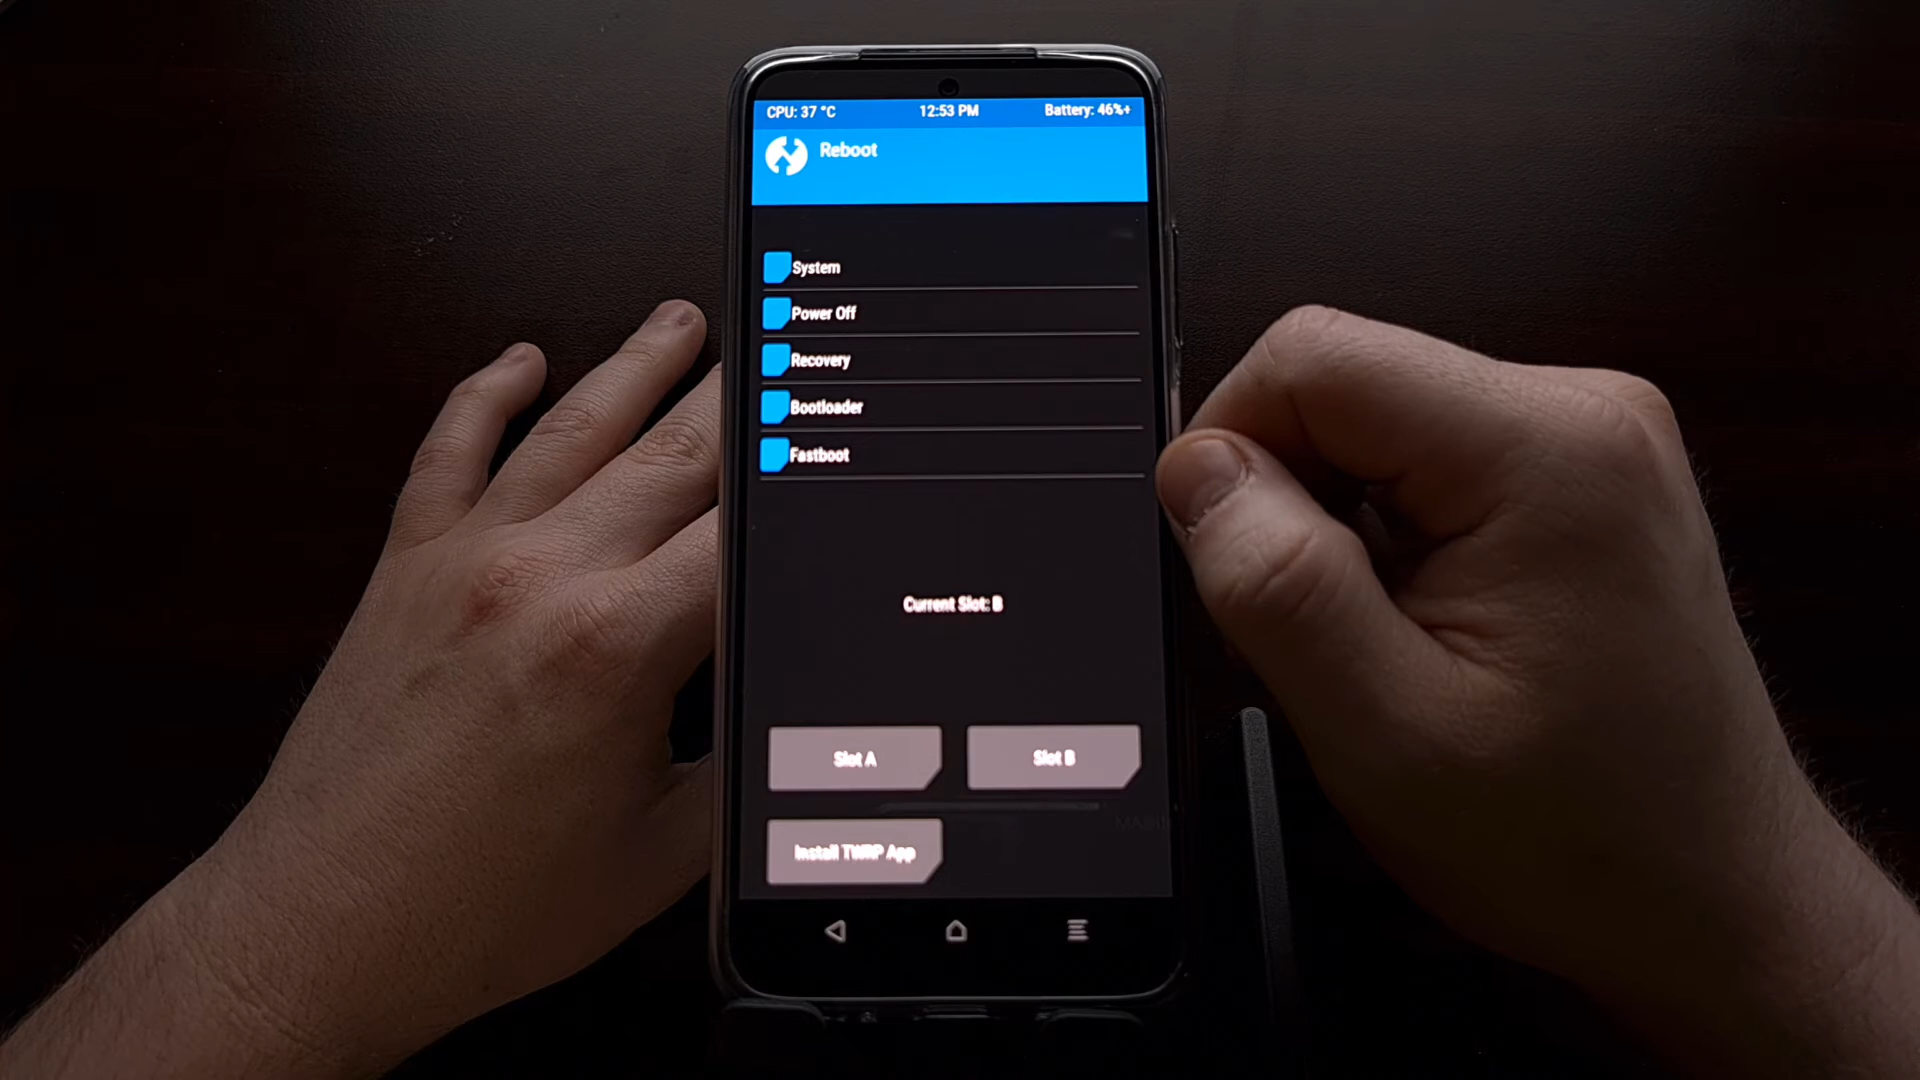 CPU: 37 °C 12:53 PM Battery: 46%+
Reboot
System
Power Off
Recovery
Bootloader
Fastboot
Current Slot: B
Slot A Slot B
Install TWRP App